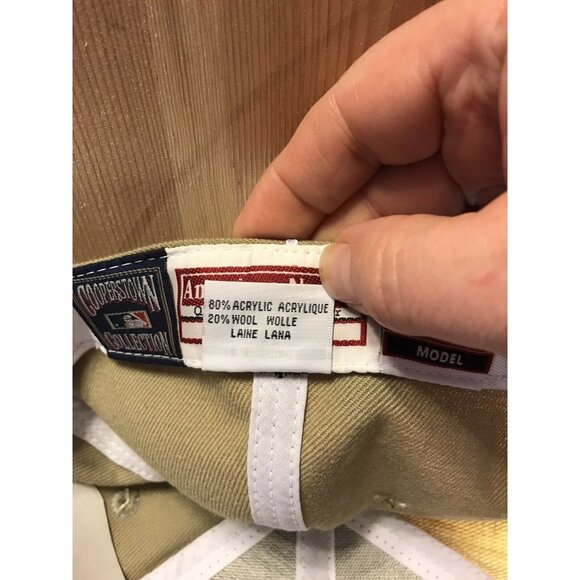 COOPERSTOWN
COLLECTION
80% ACRYLIC ACRYLIQUE
20% WOOL WOLLE
LAINE LANA
MODEL